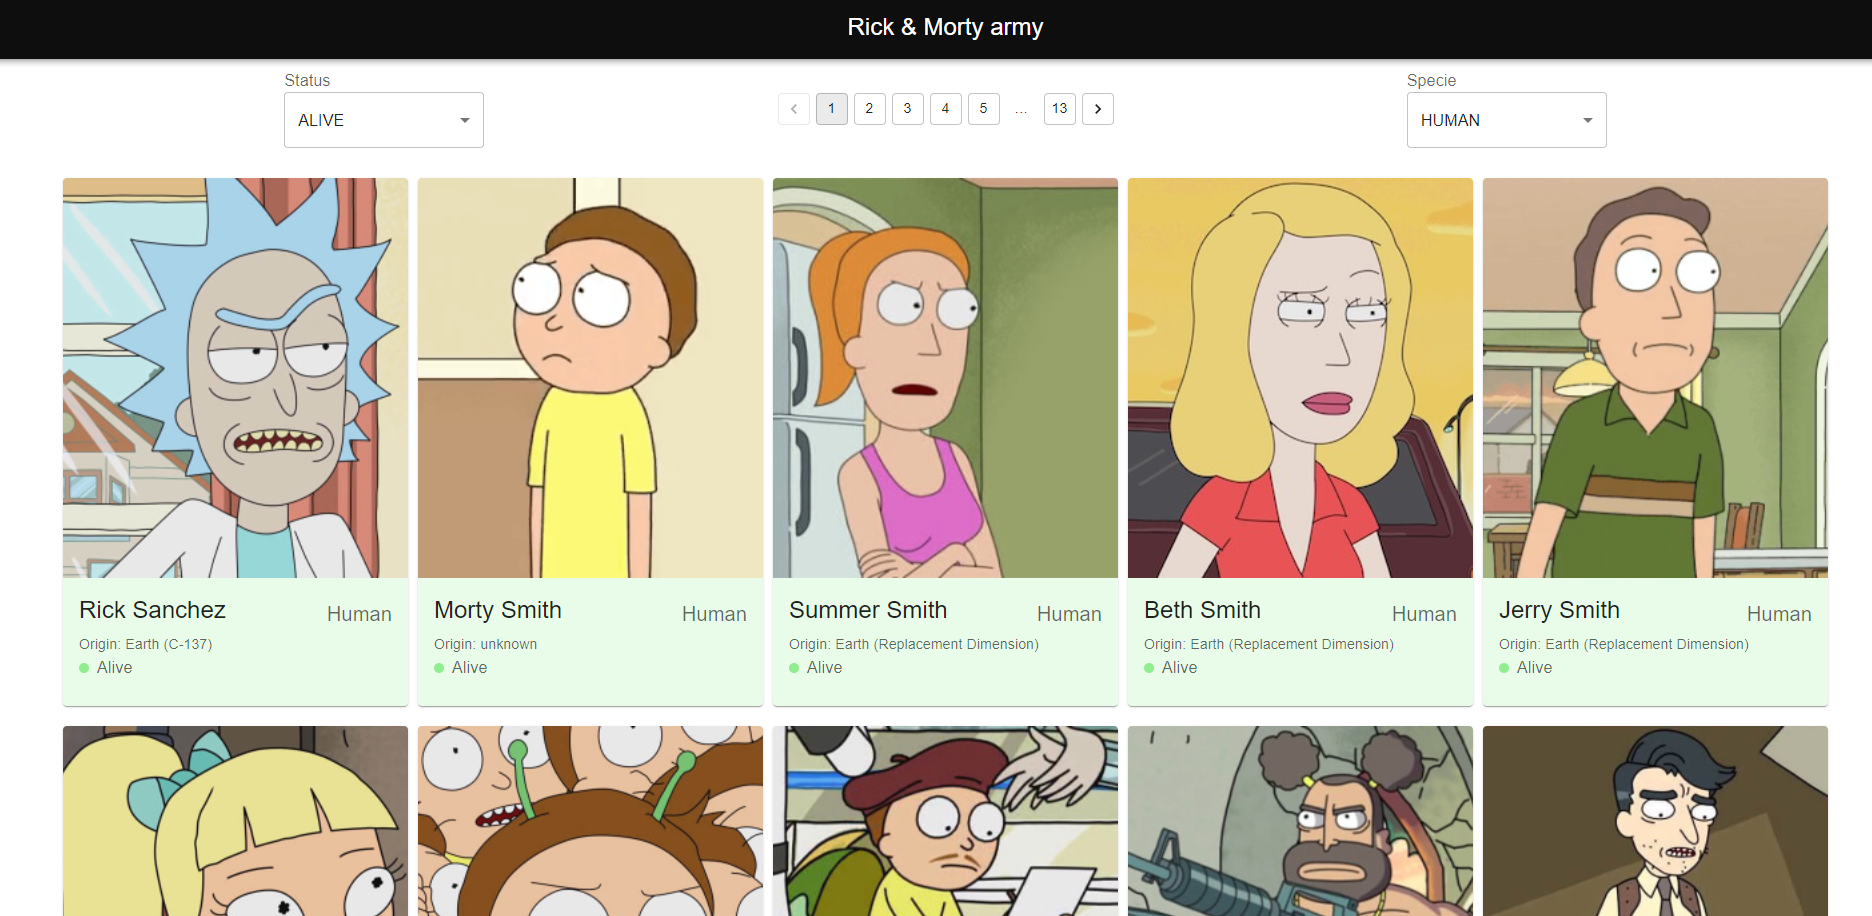 Rick & Morty army
Status
ALIVE
1 2 3 4 5 ... 13
Specie
HUMAN
Rick Sanchez
Human
Origin: Earth (C-137)
Alive
Morty Smith
Human
Origin: unknown
Alive
Summer Smith
Human
Origin: Earth (Replacement Dimension)
Alive
Beth Smith
Human
Origin: Earth (Replacement Dimension)
Alive
Jerry Smith
Human
Origin: Earth (Replacement Dimension)
Alive